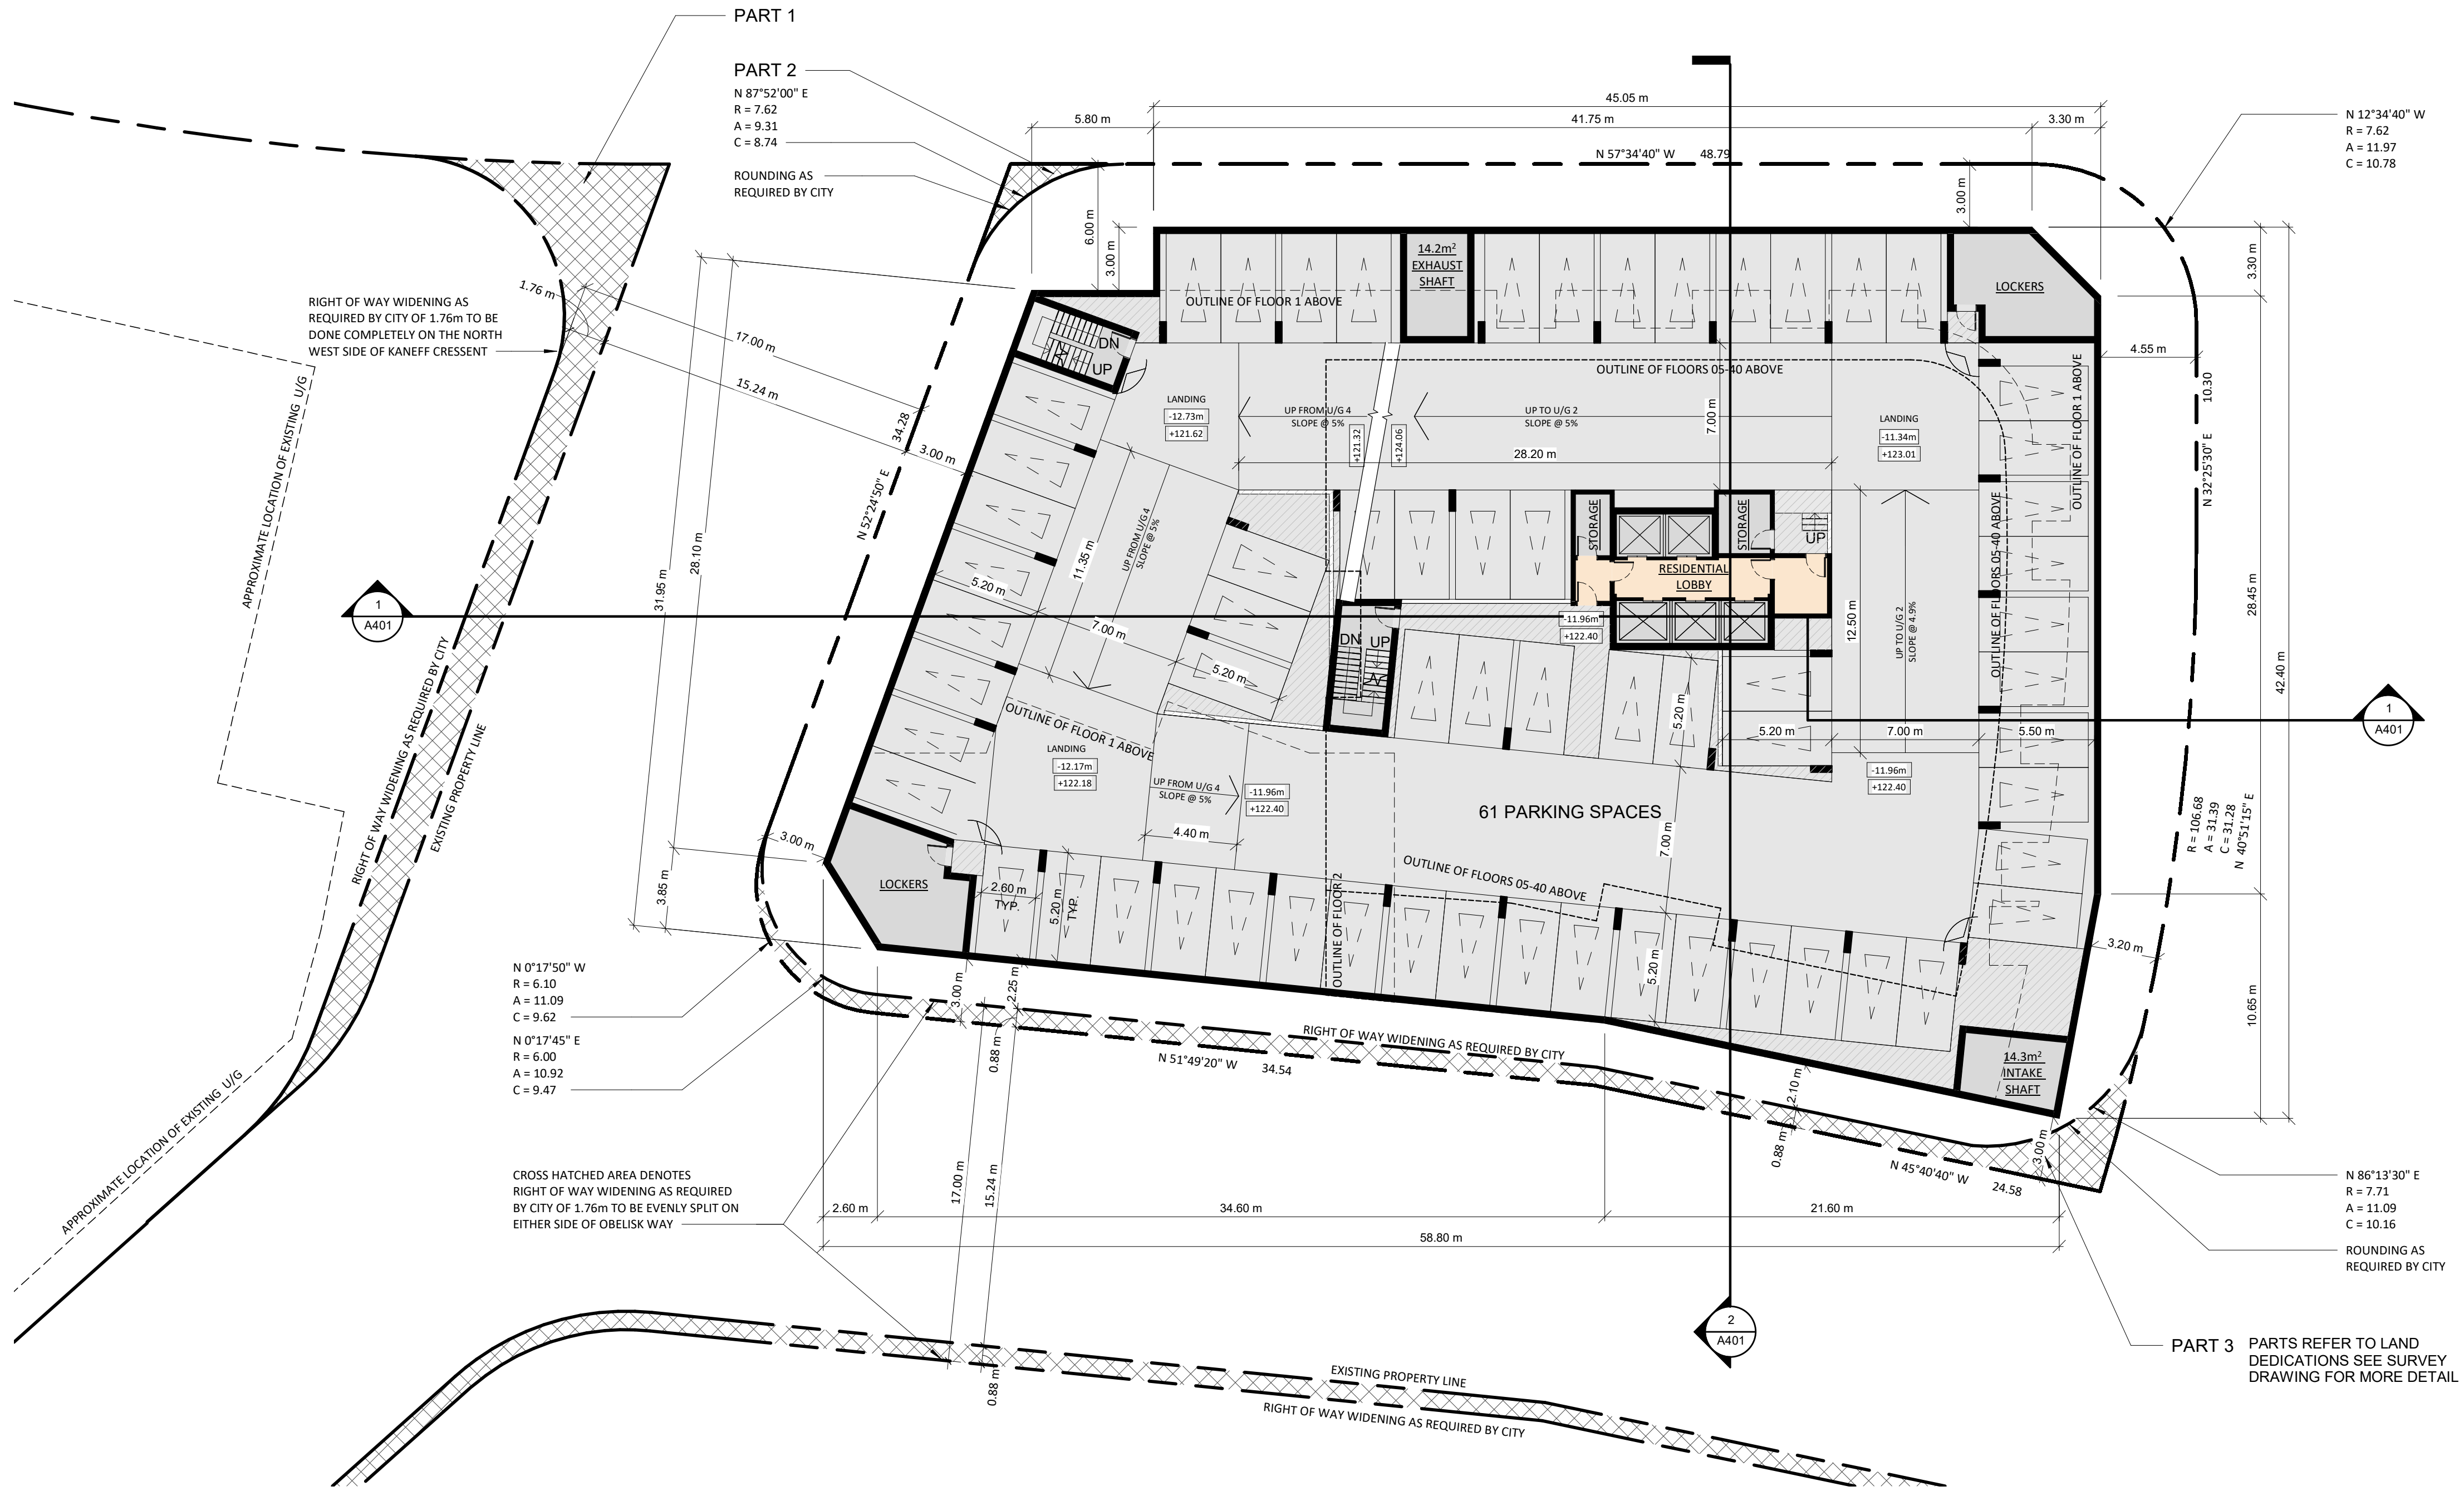 PART 1
PART 2
N 87°52'00" E
R = 7.62
A = 9.31
C = 8.74
ROUNDING AS
REQUIRED BY CITY
45.05 m
5.80 m
41.75 m
3.30 m
N 57°34'40" W 48.79
N 12°34'40" W
R = 7.62
A = 11.97
C = 10.78
6.00 m
3.00 m
3.00 m
3.30 m
14.2m²
EXHAUST
SHAFT
LOCKERS
OUTLINE OF FLOOR 1 ABOVE
1.76 m
RIGHT OF WAY WIDENING AS
REQUIRED BY CITY OF 1.76m TO BE
DONE COMPLETELY ON THE NORTH
WEST SIDE OF KANEFF CRESSENT
17.00 m
15.24 m
DN
UP
4.55 m
OUTLINE OF FLOORS 05-40 ABOVE
OUTLINE OF FLOOR 1 ABOVE
10.30
N 32°25'30" E
LANDING
-12.73m
+121.62
UP FROM U/G 4
SLOPE @ 5%
UP TO U/G 2
SLOPE @ 5%
7.00 m
LANDING
-11.34m
+123.01
+121.32
+124.06
28.20 m
34.28
N 52°24'50" E
3.00 m
APPROXIMATE LOCATION OF EXISTING U/G
31.95 m
28.10 m
11.35 m
UP FROM U/G 4
SLOPE @ 5%
STORAGE
STORAGE
UP
RESIDENTIAL
LOBBY
OUTLINE OF FLOORS 05-40 ABOVE
5.20 m
7.00 m
5.20 m
1
A401
-11.96m
+122.40
12.50 m
UP TO U/G 2
SLOPE @ 4.9%
28.45 m
42.40 m
DN
UP
5.20 m
5.20 m
7.00 m
5.50 m
1
A401
RIGHT OF WAY WIDENING AS REQUIRED BY CITY
EXISTING PROPERTY LINE
OUTLINE OF FLOOR 1 ABOVE
LANDING
-12.17m
+122.18
UP FROM U/G 4
SLOPE @ 5%
-11.96m
+122.40
-11.96m
+122.40
61 PARKING SPACES
4.40 m
7.00 m
R = 106.68
A = 31.39
C = 31.28
N 40°51'15" E
3.00 m
3.85 m
LOCKERS
2.60 m
TYP.
5.20 m
TYP.
OUTLINE OF FLOOR 2
OUTLINE OF FLOORS 05-40 ABOVE
5.20 m
3.20 m
10.65 m
N 0°17'50" W
R = 6.10
A = 11.09
C = 9.62
N 0°17'45" E
R = 6.00
A = 10.92
C = 9.47
3.00 m
2.25 m
0.88 m
RIGHT OF WAY WIDENING AS REQUIRED BY CITY
N 51°49'20" W 34.54
14.3m²
INTAKE
SHAFT
2.10 m
0.88 m
3.00 m
N 45°40'40" W 24.58
APPROXIMATE LOCATION OF EXISTING U/G
CROSS HATCHED AREA DENOTES
RIGHT OF WAY WIDENING AS REQUIRED
BY CITY OF 1.76m TO BE EVENLY SPLIT ON
EITHER SIDE OF OBELISK WAY
17.00 m
15.24 m
2.60 m
34.60 m
21.60 m
58.80 m
N 86°13'30" E
R = 7.71
A = 11.09
C = 10.16
ROUNDING AS
REQUIRED BY CITY
2
A401
PART 3
PARTS REFER TO LAND
DEDICATIONS SEE SURVEY
DRAWING FOR MORE DETAIL
0.88 m
EXISTING PROPERTY LINE
RIGHT OF WAY WIDENING AS REQUIRED BY CITY